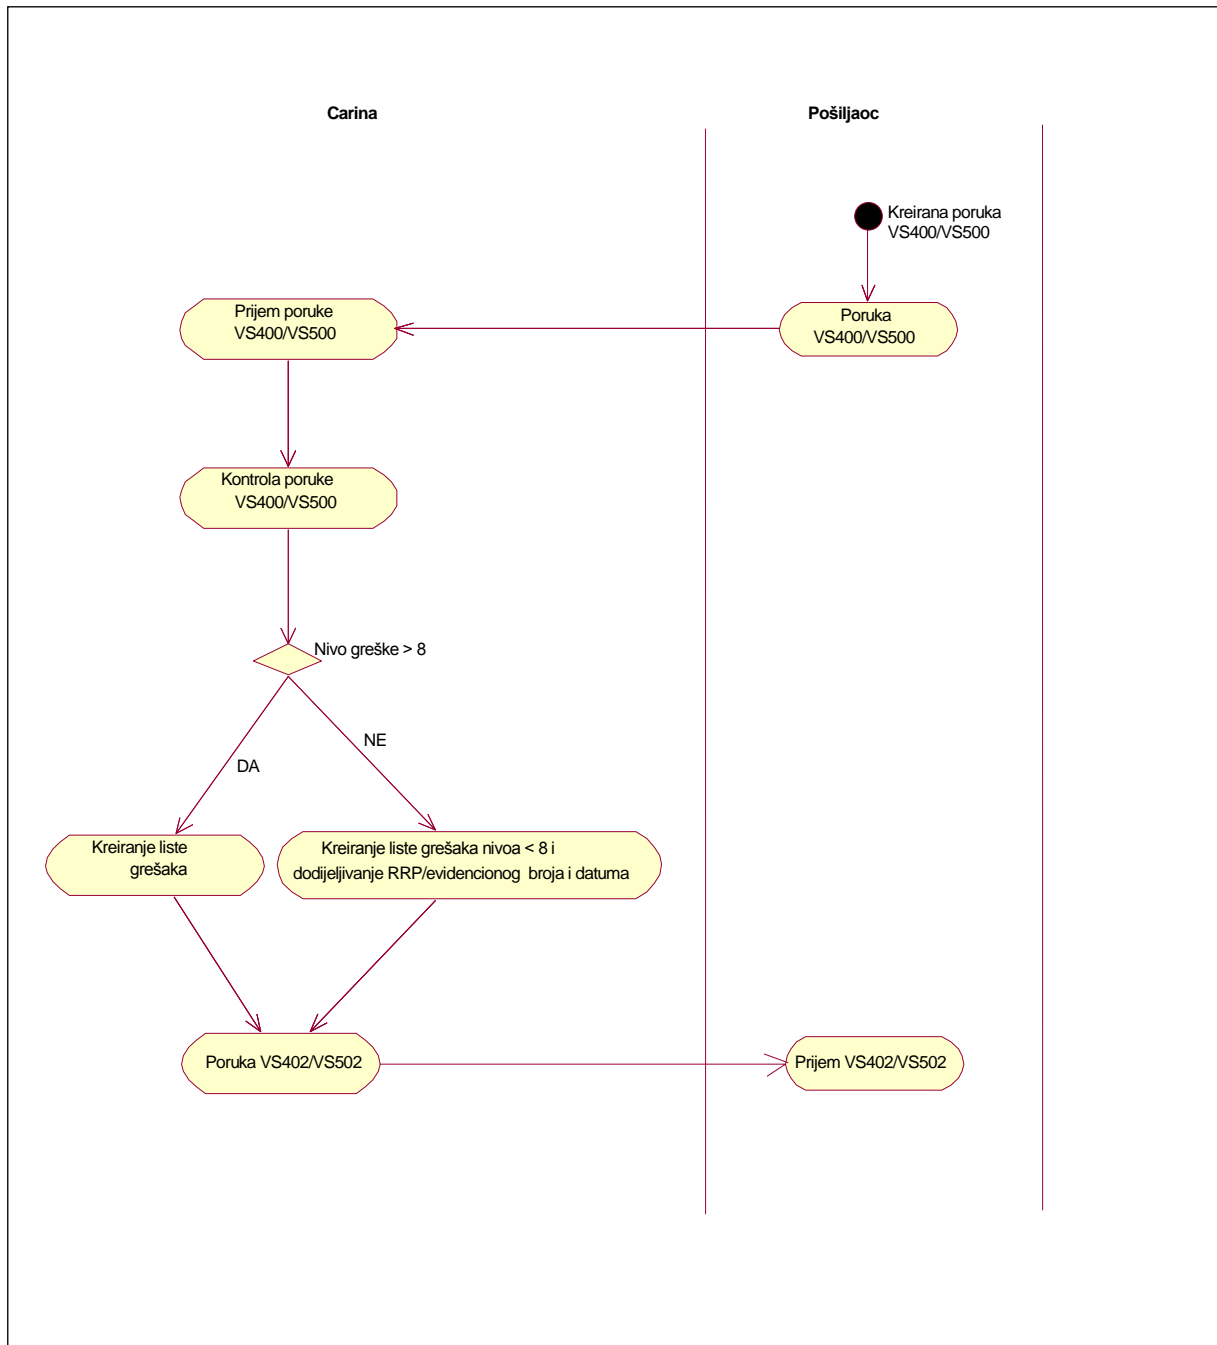 Carina
Pošiljaoc
Kreirana poruka
VS400/VS500
Prijem poruke
VS400/VS500
Poruka
VS400/VS500
Kontrola poruke
VS400/VS500
Nivo greške > 8
NE
DA
Kreiranje liste
grešaka
Kreiranje liste grešaka nivoa < 8 i
dodijeljivanje RRP/evidencionog broja i datuma
Poruka VS402/VS502
Prijem VS402/VS502